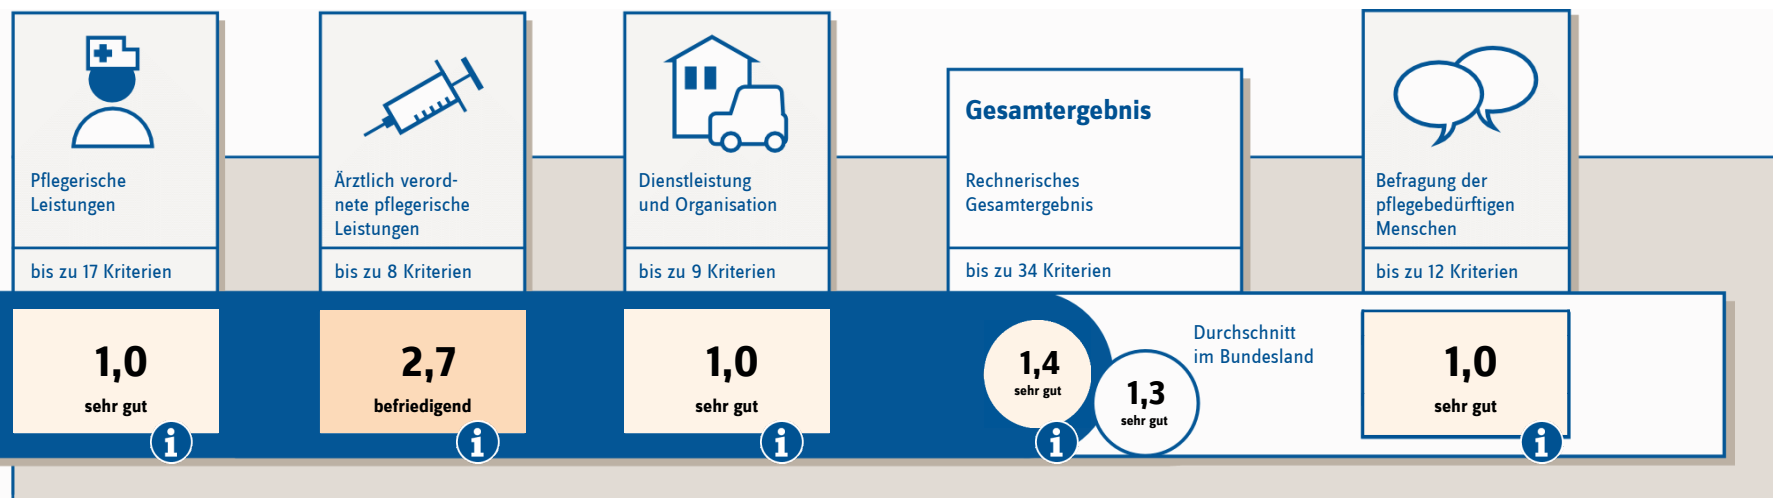 Pflegerische
Leistungen
bis zu 17 Kriterien
1,0
sehr gut
i
Ärztlich verord-
nete pflegerische
Leistungen
bis zu 8 Kriterien
2,7
befriedigend
i
Dienstleistung
und Organisation
bis zu 9 Kriterien
1,0
sehr gut
i
Gesamtergebnis
Rechnerisches
Gesamtergebnis
bis zu 34 Kriterien
1,4
sehr gut
i
1,3
sehr gut
Durchschnitt
im Bundesland
Befragung der
pflegebedürftigen
Menschen
bis zu 12 Kriterien
1,0
sehr gut
i